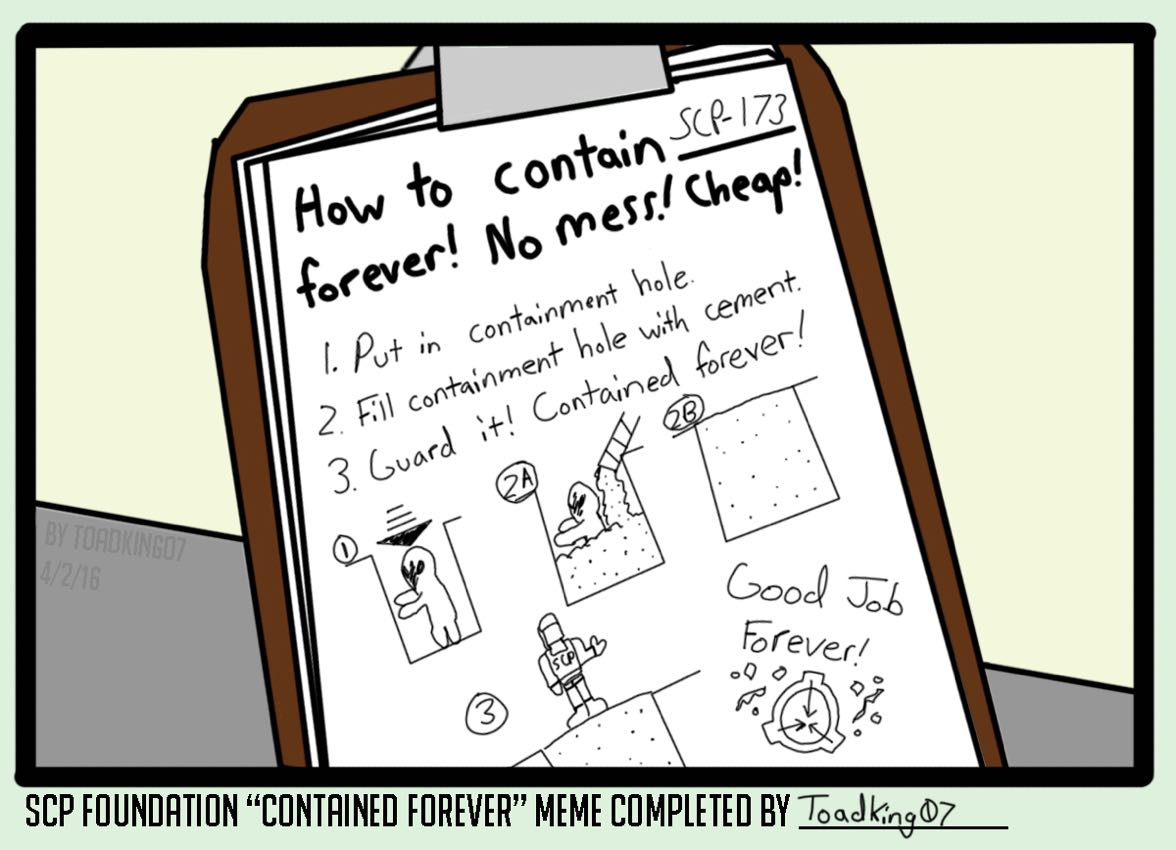 How to contain SCP-173
forever! No mess! Cheap!
1. Put in containment hole.
2. Fill containment hole with cement.
3. Guard it! Contained forever!
1
2A
2B
3
SCP
Good Job
Forever!
BY TOADKING07
4/2/16
SCP FOUNDATION “CONTAINED FOREVER” MEME COMPLETED BY Toadking07